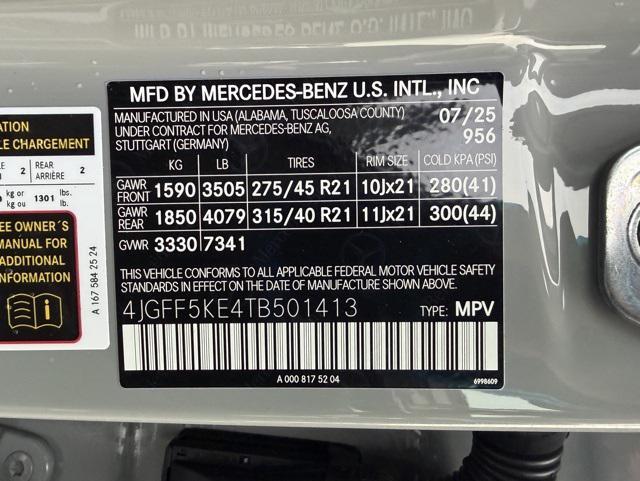 MFD BY MERCEDES-BENZ U.S. INTL., INC
MANUFACTURED IN USA (ALABAMA, TUSCALOOSA COUNTY) 07/25
UNDER CONTRACT FOR MERCEDES-BENZ AG, 956
STUTTGART (GERMANY)
KG LB TIRES RIM SIZE COLD KPA (PSI)
GAWR FRONT 1590 3505 275/45 R21 10Jx21 280(41)
GAWR REAR 1850 4079 315/40 R21 11Jx21 300(44)
GVWR 3330 7341
THIS VEHICLE CONFORMS TO ALL APPLICABLE FEDERAL MOTOR VEHICLE SAFETY
STANDARDS IN EFFECT ON THE DATE OF MANUFACTURE SHOWN ABOVE.
4JGFF5KE4TB501413 TYPE: MPV
A 000 817 52 04 6998609
CHARGEMENT
2 REAR 2
ARRIÈRE
kg or 1301 lbs.
kg ou lb.
OWNER´S
MANUAL FOR
ADDITIONAL
INFORMATION
A 167 584 25 24